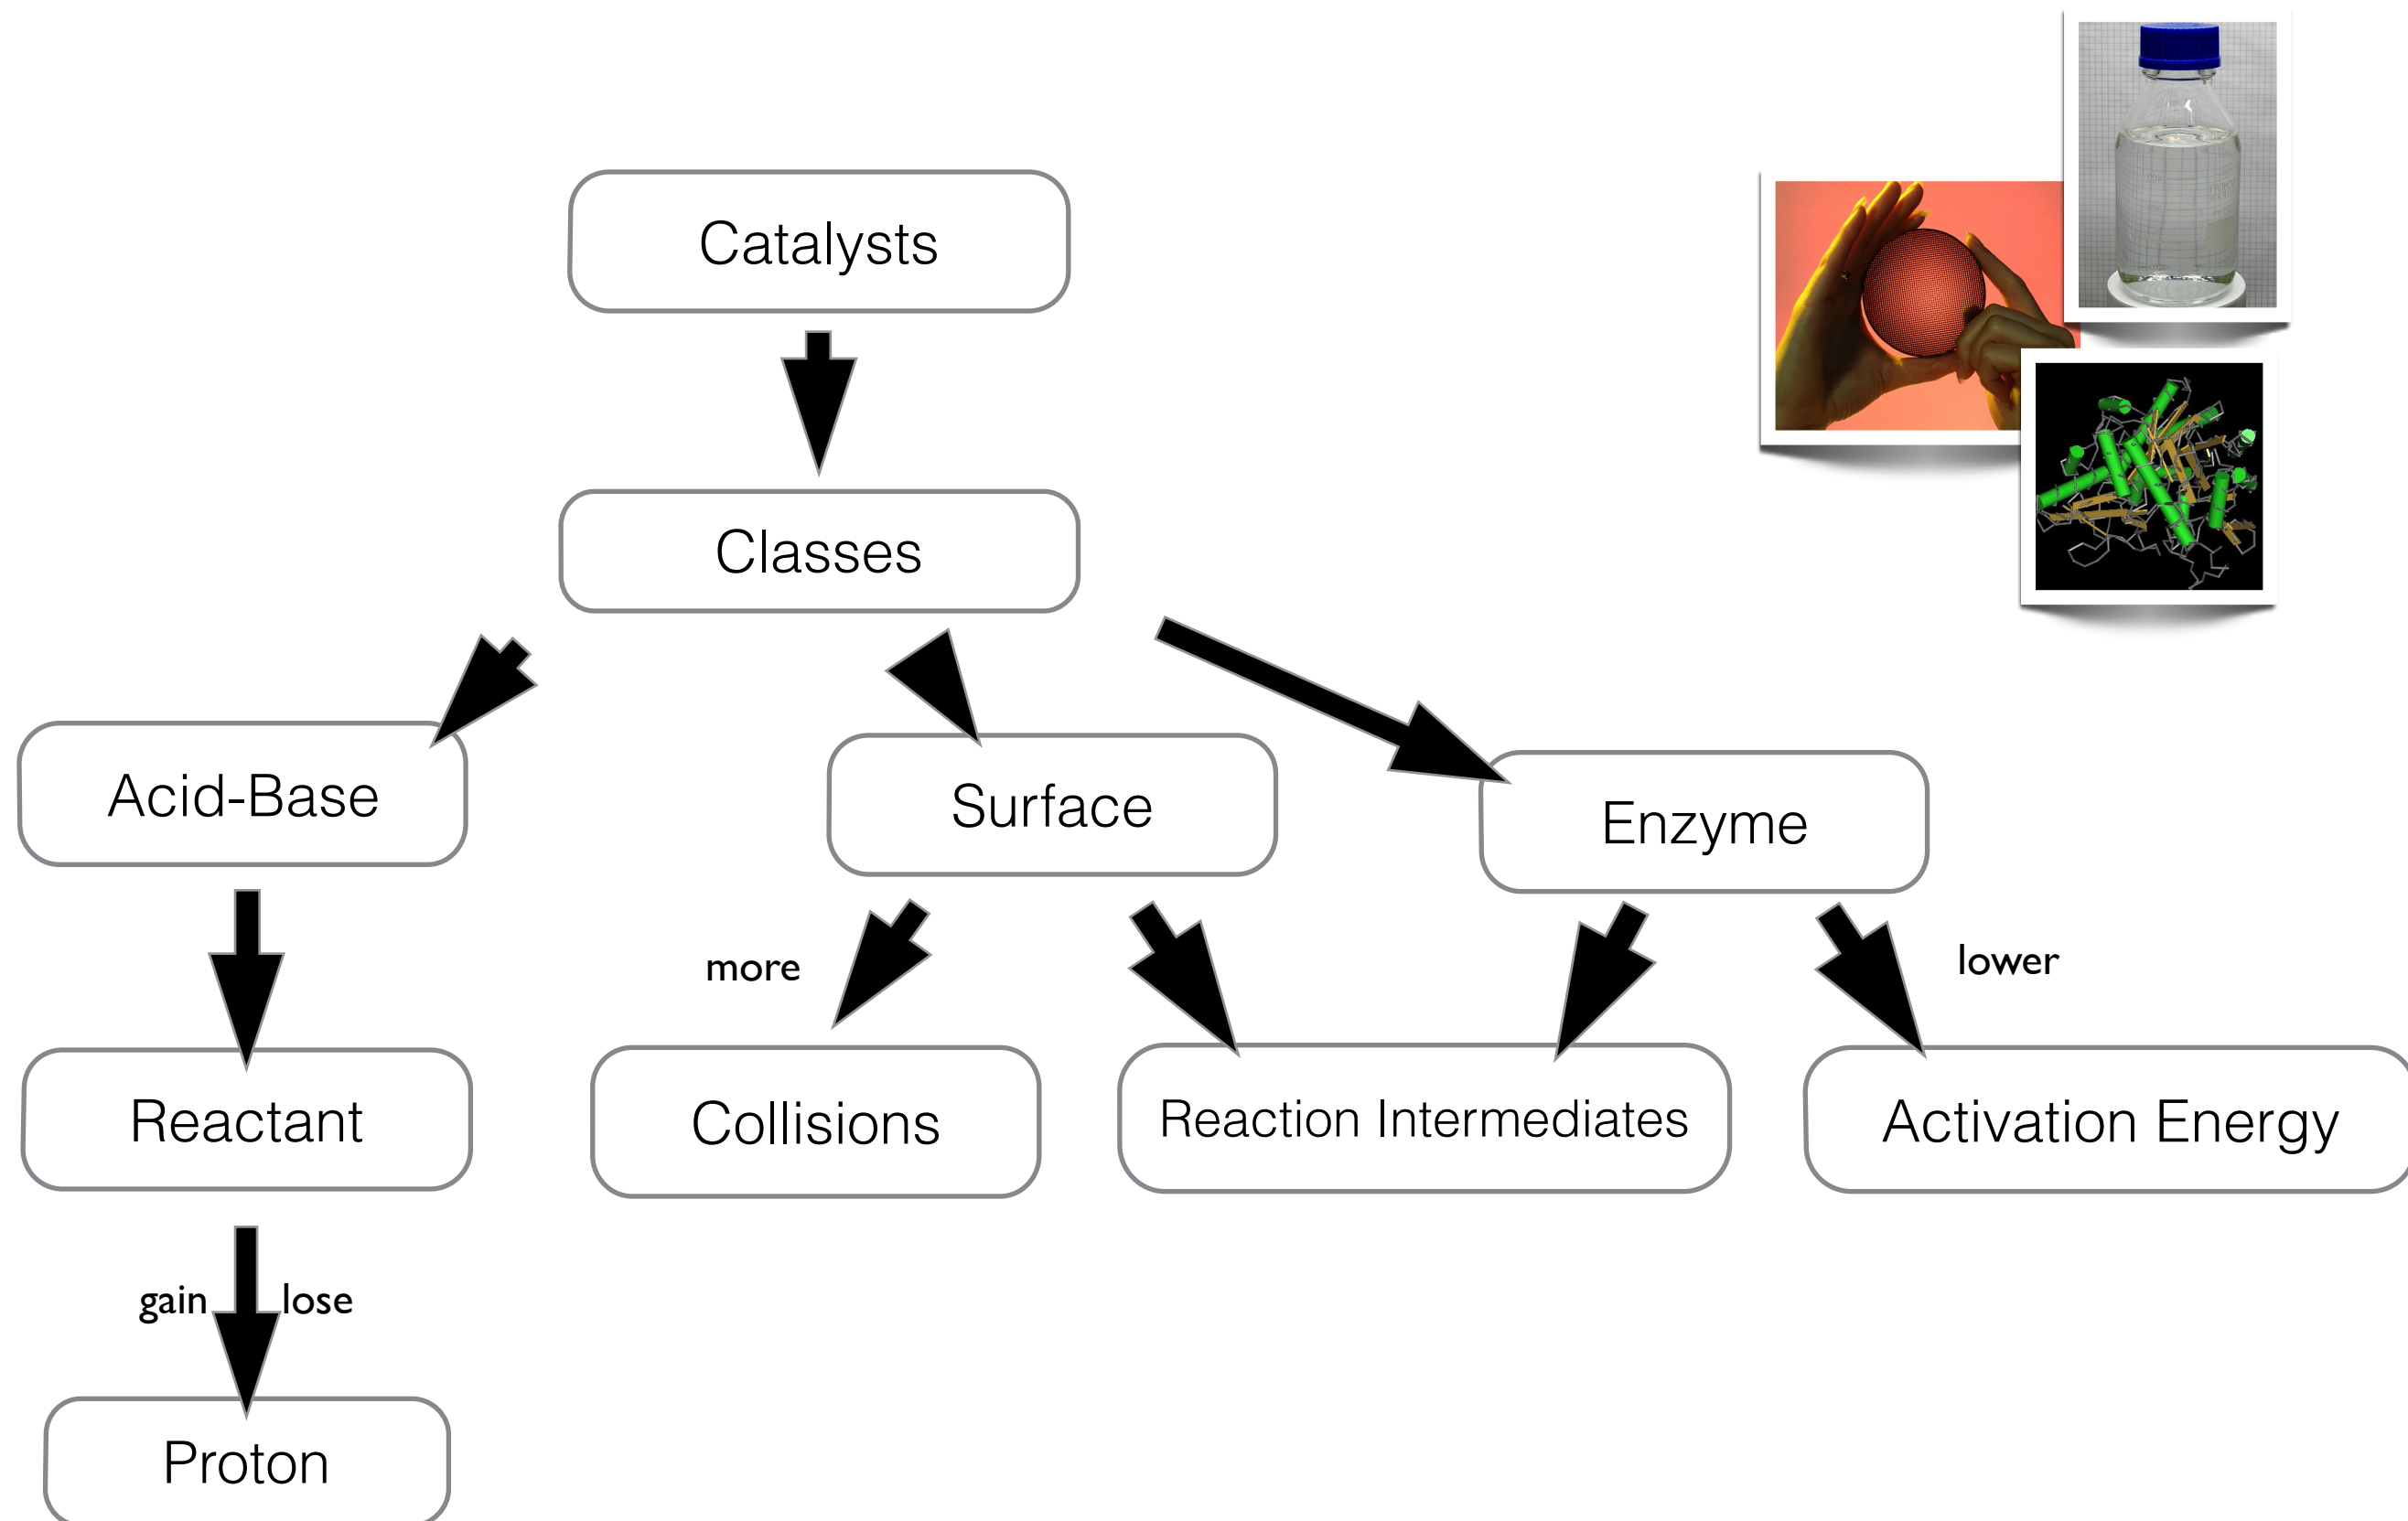 Catalysts
Classes
Acid-Base
Surface
Enzyme
more
lower
Reactant
Collisions
Reaction Intermediates
Activation Energy
gain
lose
Proton